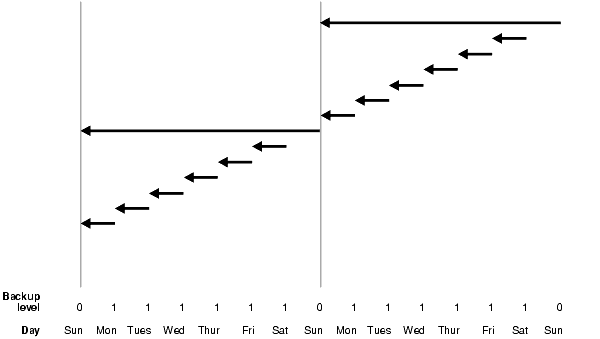 Backup
level 0 1 1 1 1 1 1 0 1 1 1 1 1 1 0
Day Sun Mon Tues Wed Thur Fri Sat Sun Mon Tues Wed Thur Fri Sat Sun